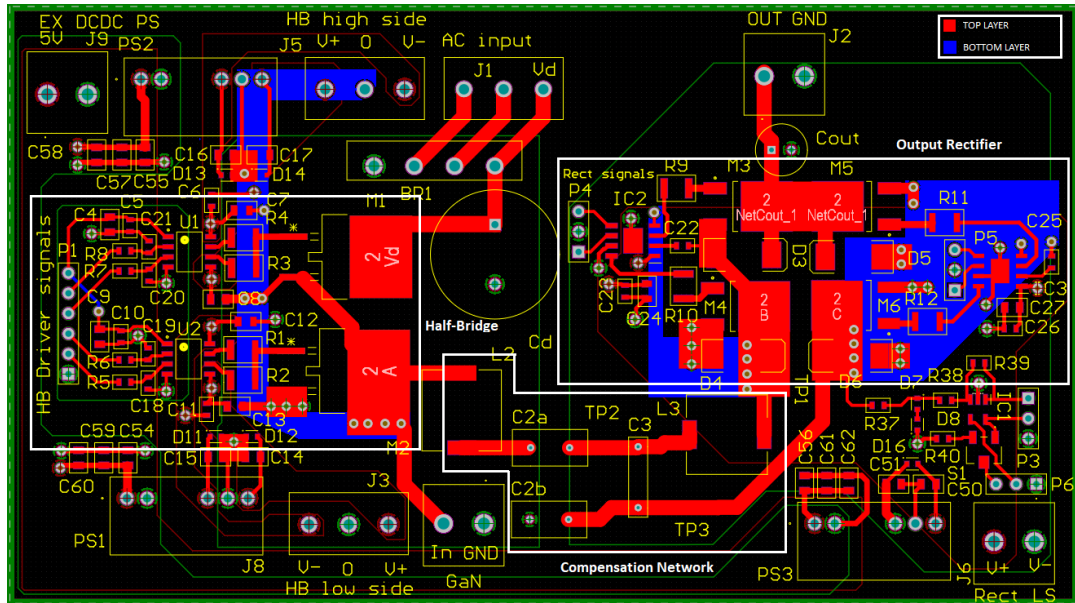 EX DCDC PS
HB high side
OUT GND
TOP LAYER
BOTTOM LAYER
5V
J9
PS2
J5
V+
O
V-
AC input
J1
Vd
J2
Cout
Output Rectifier
C58
C57
C55
C16
C17
D13
D14
BR1
C6
C7
M1
R4
*
C4
C5
C21
U1
P1
R8
R7
R3
C20
C8
C9
C10
C19
U2
C12
R1
*
R6
R5
R2
C18
C11
C13
HB Driver signals
2
Vd
2
A
M2
Half-Bridge
Cd
L2
Rect signals
P4
R9
M3
M5
IC2
C22
2
NetCout_1
2
NetCout_1
D3
D5
R11
C25
P5
C3
C23
C24
R10
M4
2
B
2
C
M6
R12
C27
C26
D4
TP1
D6
D7
R39
R38
R37
D8
IC1
D16
R40
P3
C51
S1
C50
P6
C56
C61
C62
C2a
TP2
C3
L3
C2b
TP3
Compensation Network
C59
C54
C60
D11
D12
C15
C14
PS1
J8
J3
V-
O
V+
HB low side
In GND
GaN
PS3
J6
V+
V-
Rect LS